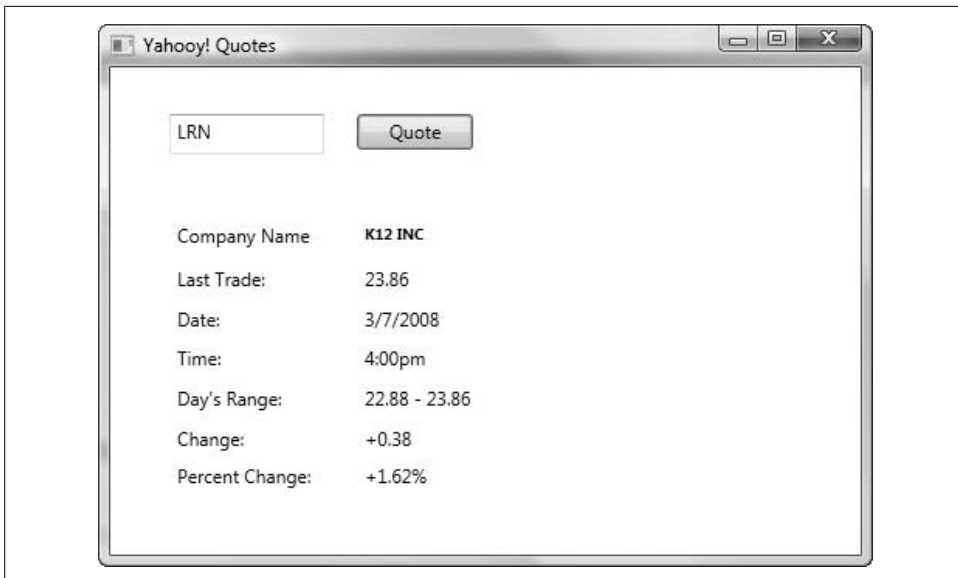 Yahooy! Quotes
LRN Quote
Company Name K12 INC
Last Trade: 23.86
Date: 3/7/2008
Time: 4:00pm
Day's Range: 22.88 - 23.86
Change: +0.38
Percent Change: +1.62%